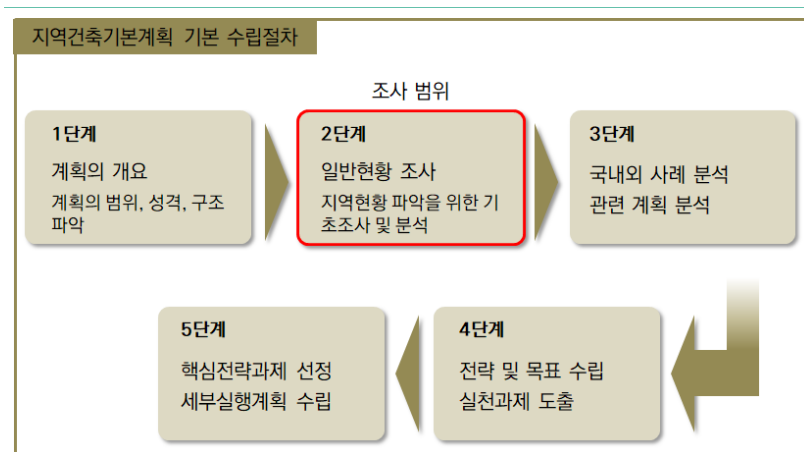 지역건축기본계획 기본 수립절차
조사 범위
1단계
계획의 개요
계획의 범위, 성격, 구조
파악
2단계
일반현황 조사
지역현황 파악을 위한 기
초조사 및 분석
3단계
국내외 사례 분석
관련 계획 분석
4단계
전략 및 목표 수립
실천과제 도출
5단계
핵심전략과제 선정
세부실행계획 수립